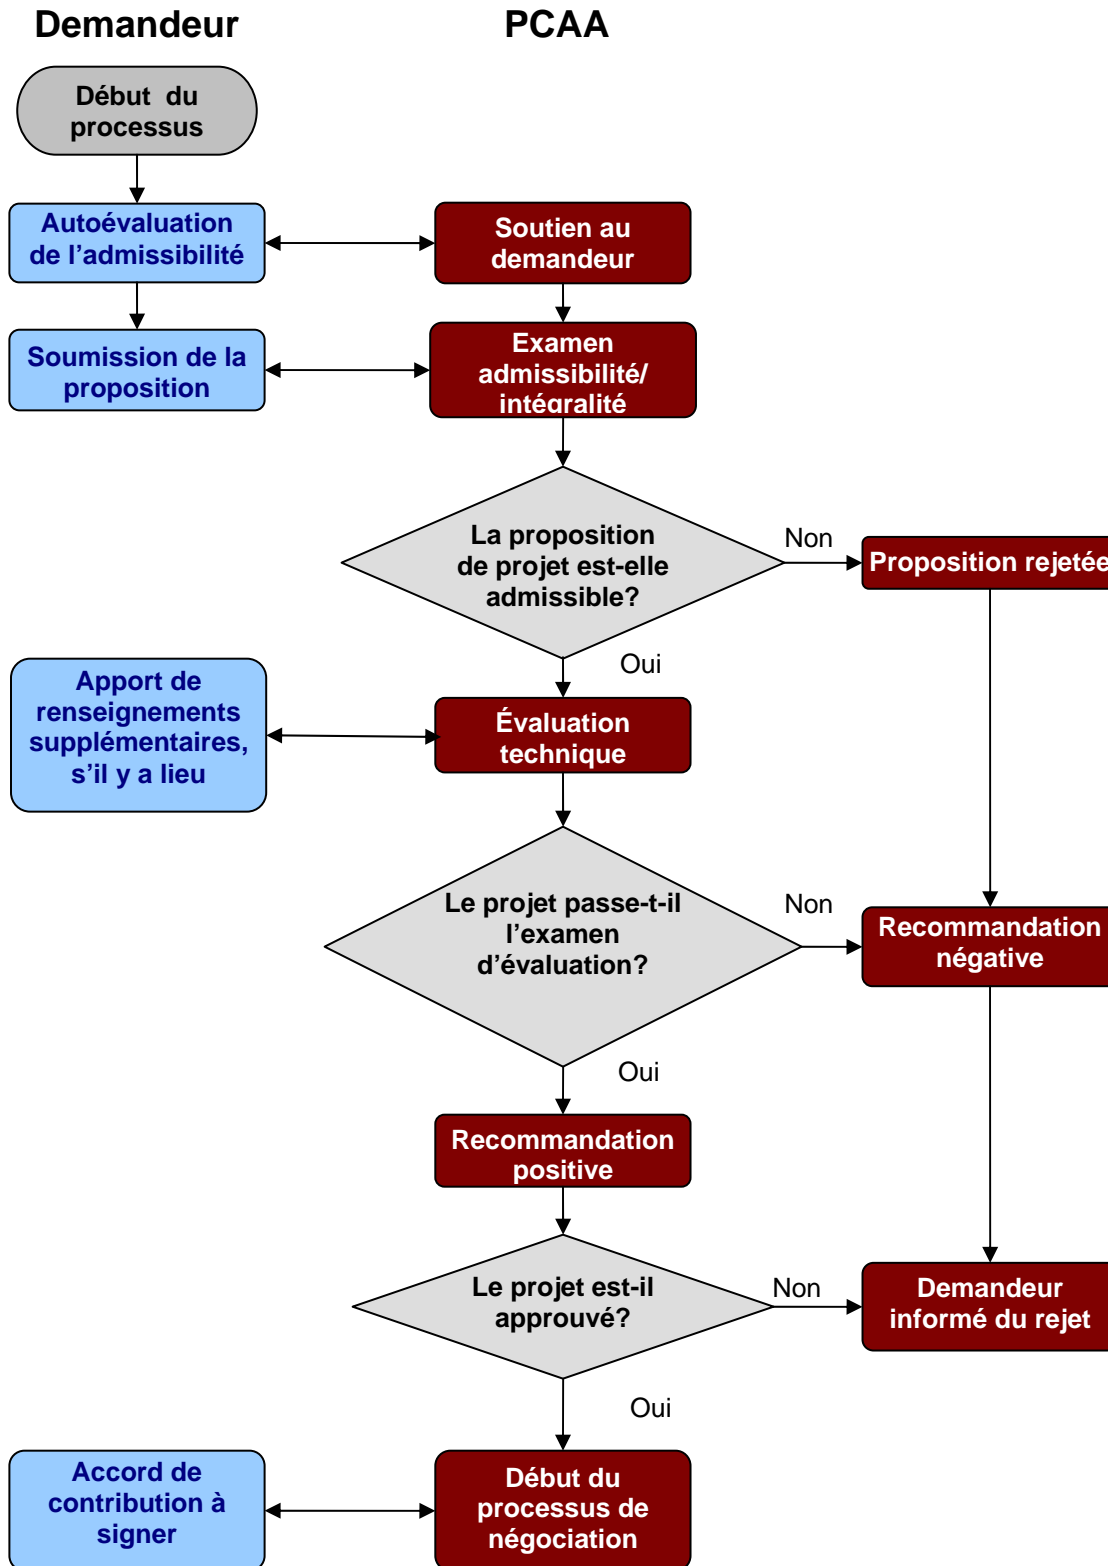 Demandeur
PCAA
Début du
processus
Autoévaluation
de l'admissibilité
Soutien au
demandeur
Soumission de la
proposition
Examen
admissibilité/
intégralité
La proposition
de projet est-elle
admissible?
Non
Proposition rejetée
Oui
Apport de
renseignements
supplémentaires,
s'il y a lieu
Évaluation
technique
Le projet passe-t-il
l'examen
d'évaluation?
Non
Recommandation
négative
Oui
Recommandation
positive
Le projet est-il
approuvé?
Non
Demandeur
informé du rejet
Oui
Accord de
contribution à
signer
Début du
processus de
négociation